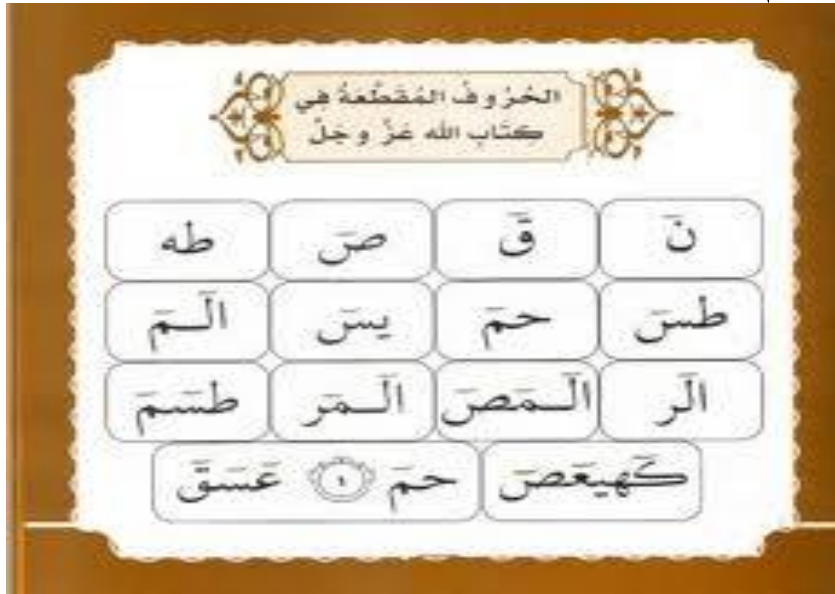 الحُرُوفُ المُقَطَّعَةُ فِي
كِتَابِ اللهِ عَزَّ وَجَلَّ
نٓ قٓ صٓ طه
طسٓ حمٓ يسٓ الٓمٓ
الٓر الٓمٓصٓ الٓمٓر طسٓمٓ
كٓهيعٓصٓ حمٓ ١ عٓسٓقٓ